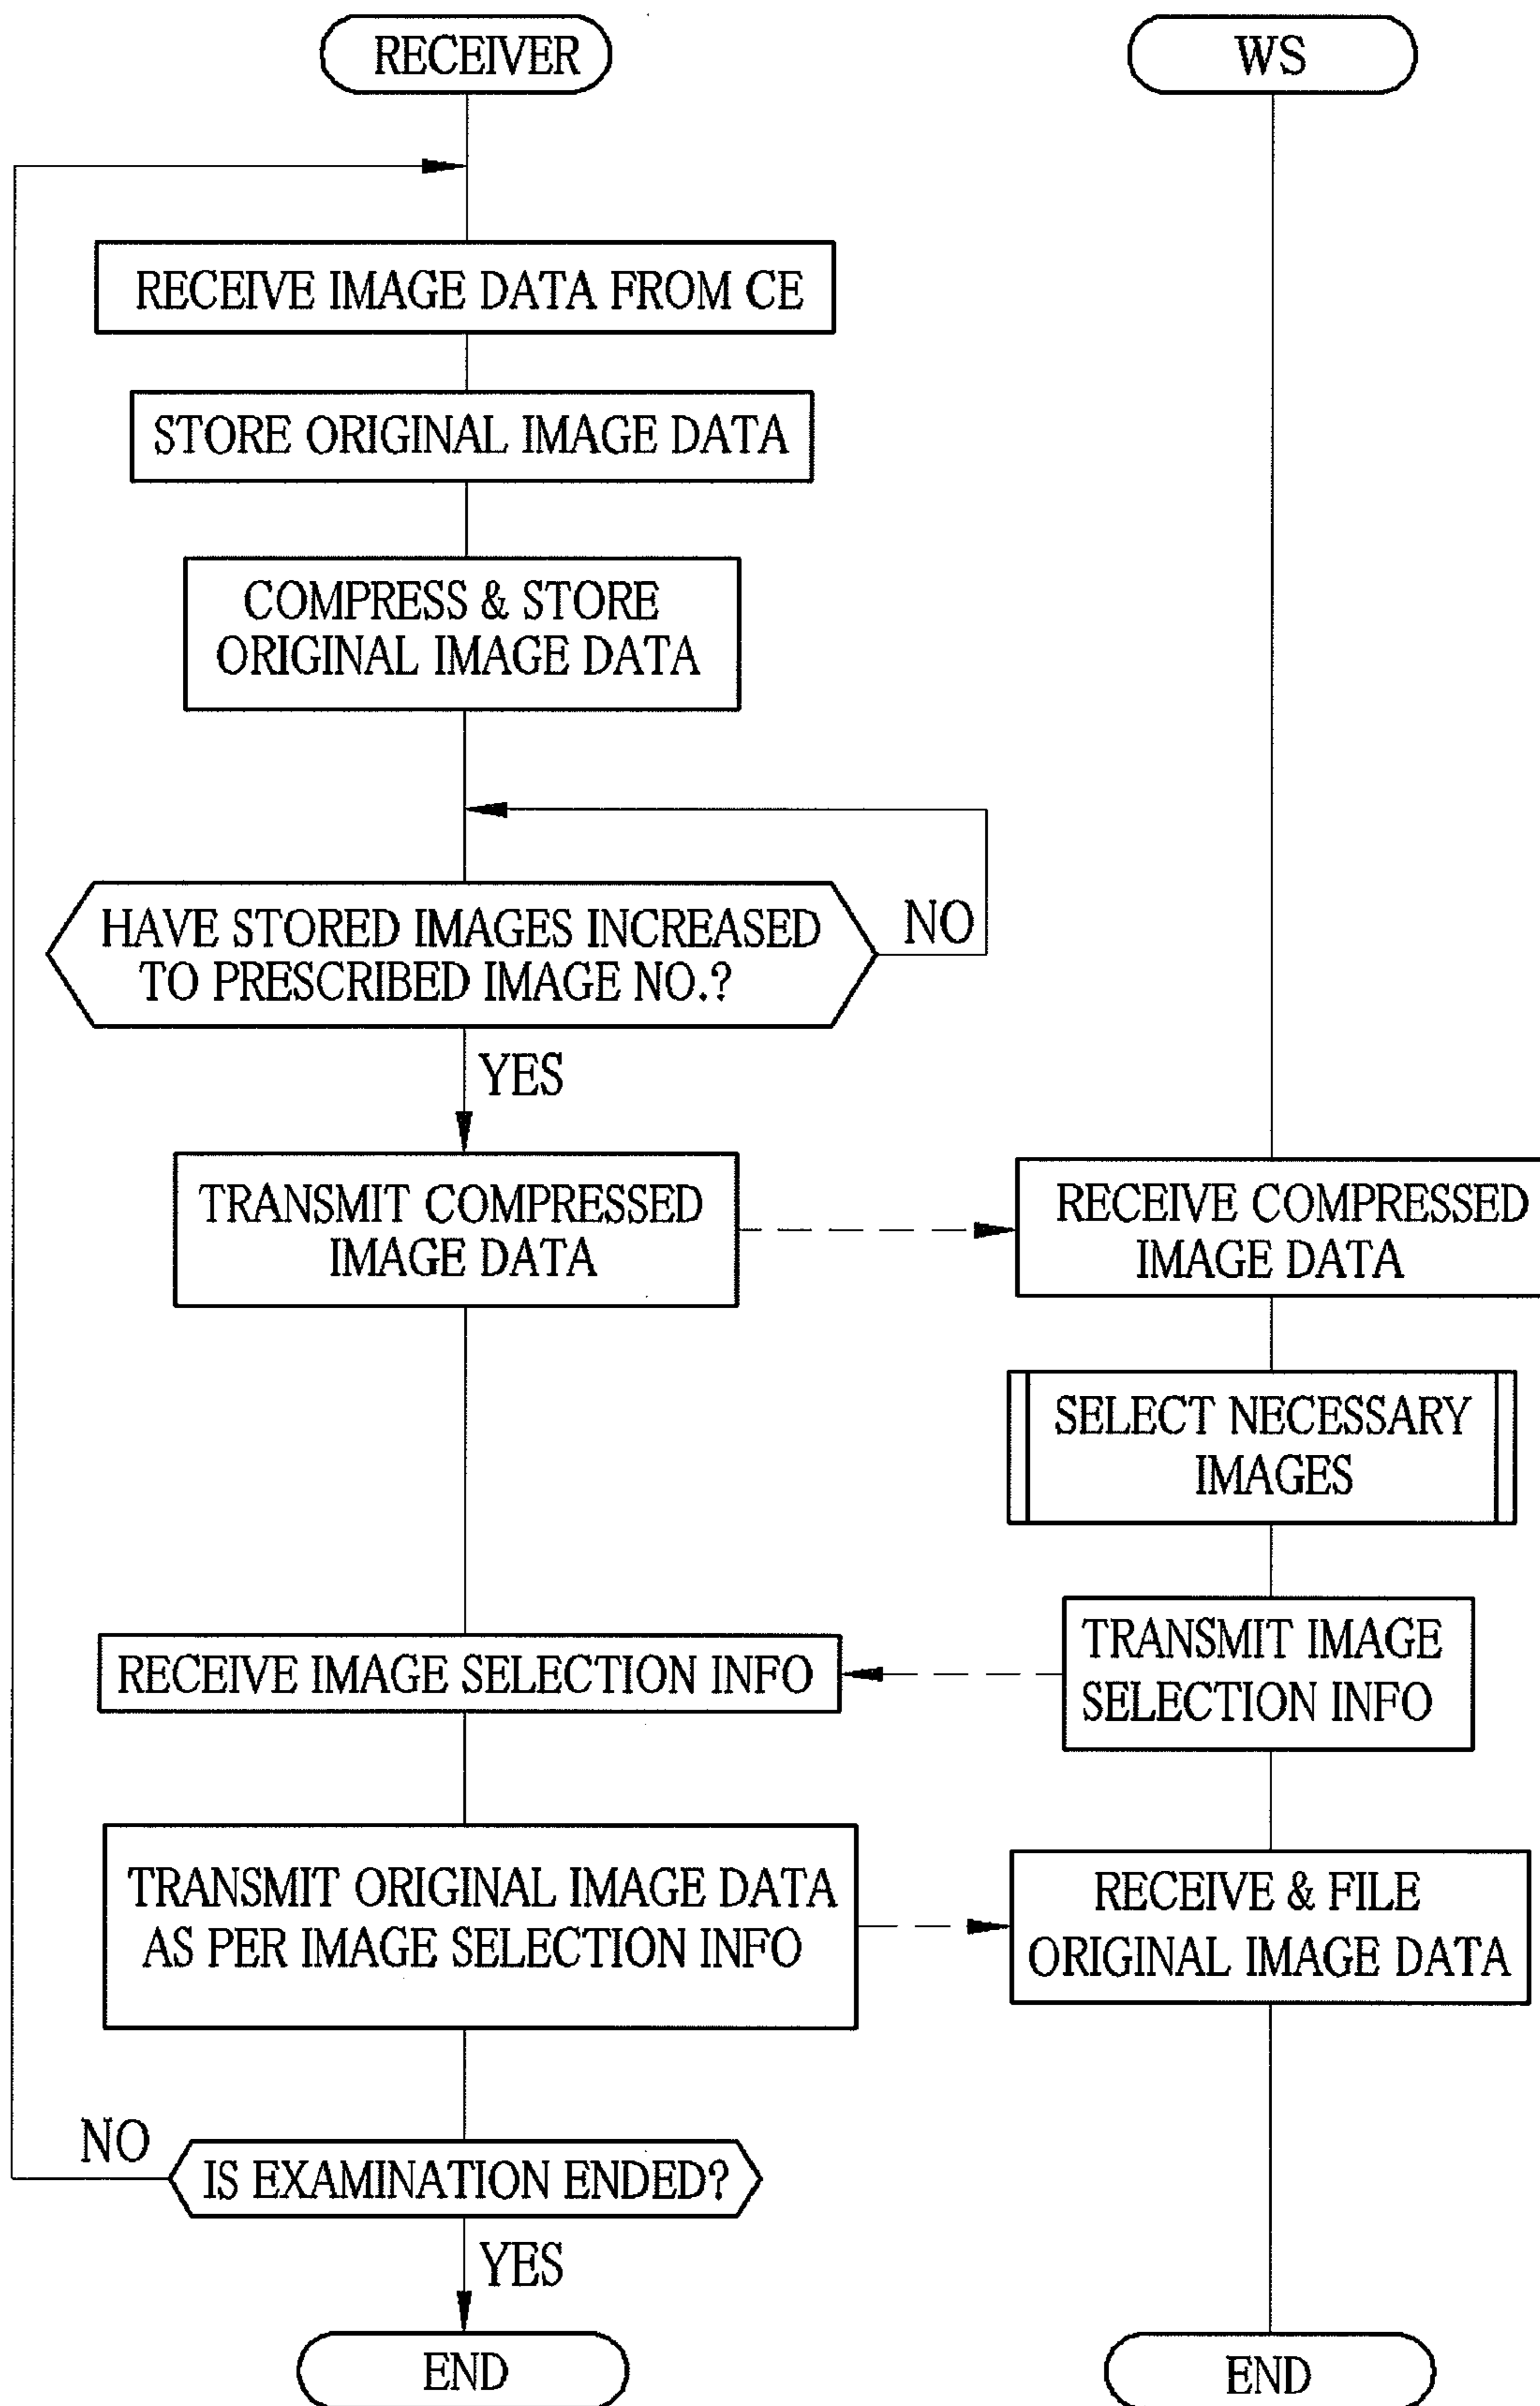 RECEIVER
WS
RECEIVE IMAGE DATA FROM CE
STORE ORIGINAL IMAGE DATA
COMPRESS & STORE
ORIGINAL IMAGE DATA
HAVE STORED IMAGES INCREASED
TO PRESCRIBED IMAGE NO.?
NO
YES
TRANSMIT COMPRESSED
IMAGE DATA
RECEIVE COMPRESSED
IMAGE DATA
SELECT NECESSARY
IMAGES
TRANSMIT IMAGE
SELECTION INFO
RECEIVE IMAGE SELECTION INFO
TRANSMIT ORIGINAL IMAGE DATA
AS PER IMAGE SELECTION INFO
RECEIVE & FILE
ORIGINAL IMAGE DATA
NO
IS EXAMINATION ENDED?
YES
END
END